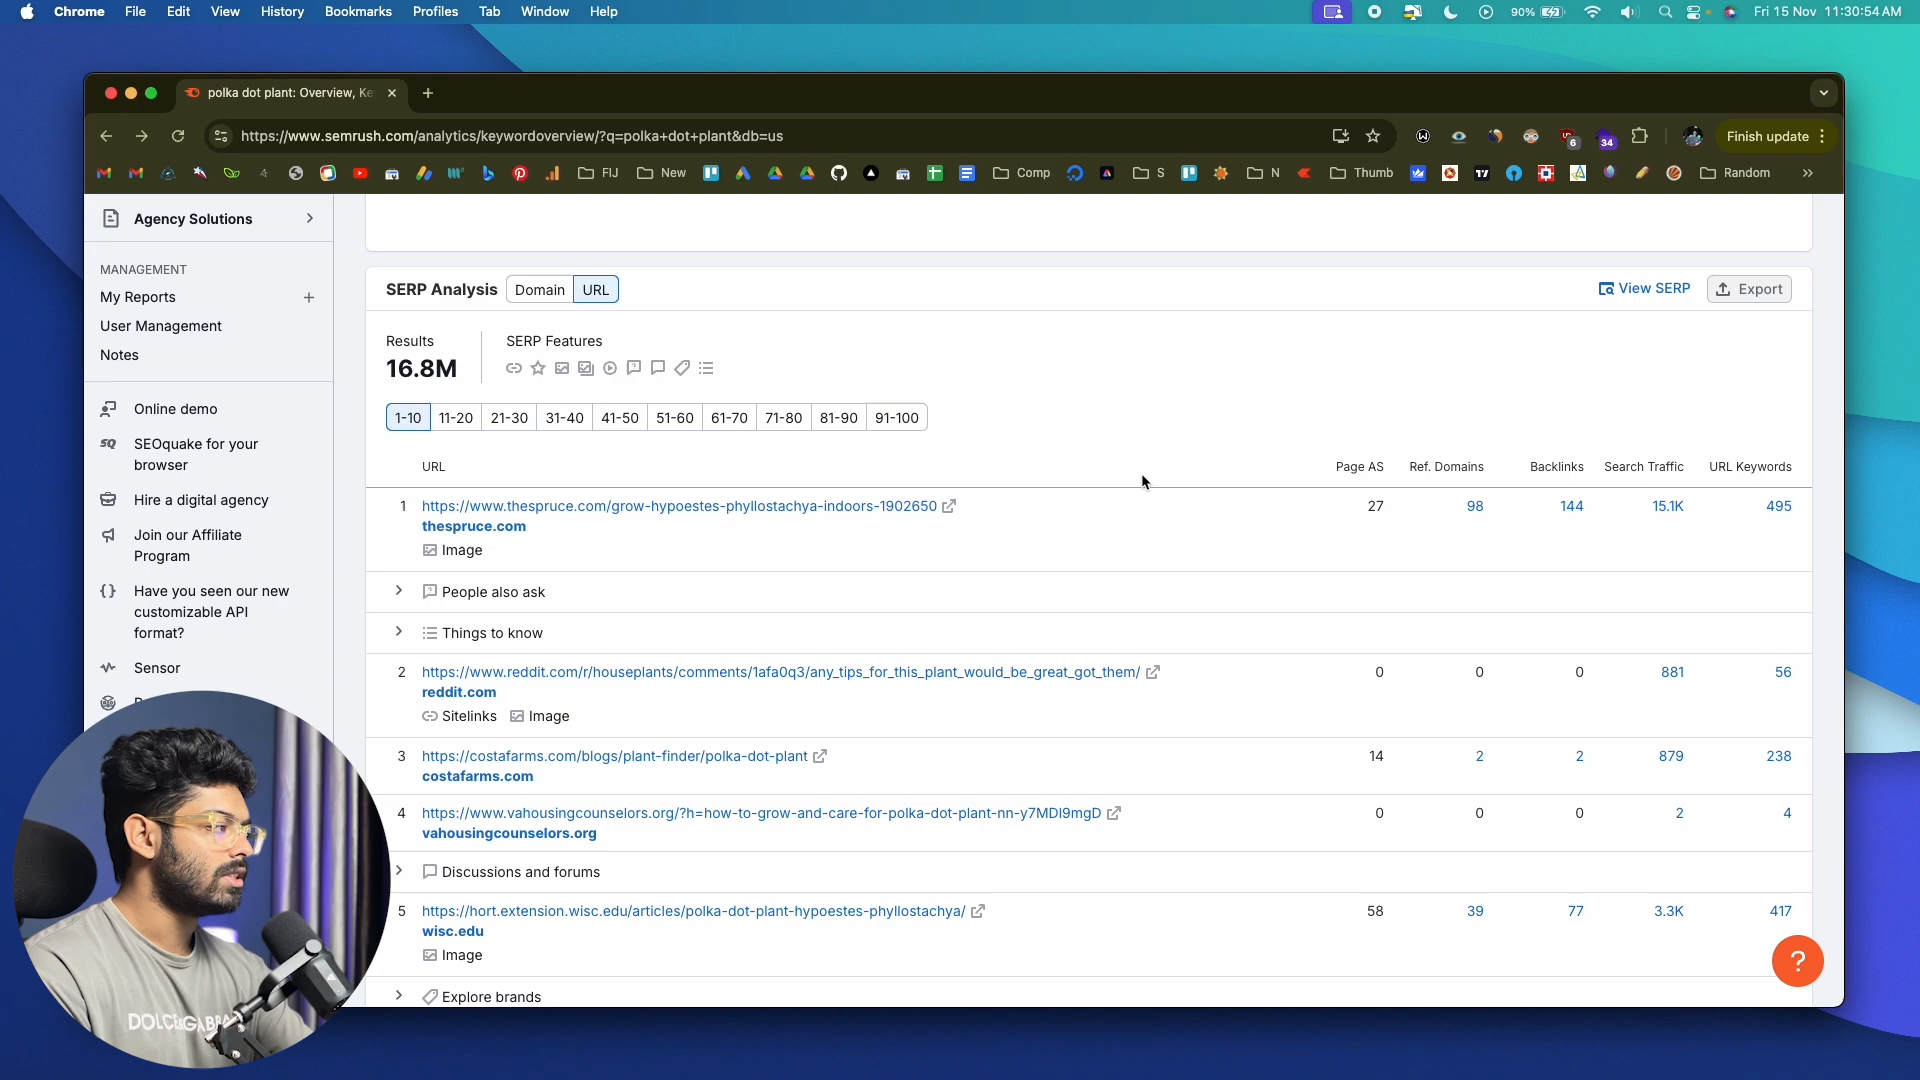 Chrome File Edit View History Bookmarks Profiles Tab Window Help
90% Fri 15 Nov 11:30:54 AM
polka dot plant: Overview, Ke
https://www.semrush.com/analytics/keywordoverview/?q=polka+dot+plant&db=us
6
34
Finish update
FIJ
New
Comp
S
N
Thumb
Random
Agency Solutions
MANAGEMENT
My Reports
User Management
Notes
Online demo
SEOquake for your
browser
Hire a digital agency
Join our Affiliate
Program
Have you seen our new
customizable API
format?
Sensor
SERP Analysis Domain URL
View SERP Export
Results
16.8M
SERP Features
1-10 11-20 21-30 31-40 41-50 51-60 61-70 71-80 81-90 91-100
URL Page AS Ref. Domains Backlinks Search Traffic URL Keywords
1 https://www.thespruce.com/grow-hypoestes-phyllostachya-indoors-1902650 27 98 144 15.1K 495
thespruce.com
Image
People also ask
Things to know
2 https://www.reddit.com/r/houseplants/comments/1afa0q3/any_tips_for_this_plant_would_be_great_got_them/ 0 0 0 881 56
reddit.com
Sitelinks Image
3 https://costafarms.com/blogs/plant-finder/polka-dot-plant 14 2 2 879 238
costafarms.com
4 https://www.vahousingcounselors.org/?h=how-to-grow-and-care-for-polka-dot-plant-nn-y7MDI9mgD 0 0 0 2 4
vahousingcounselors.org
Discussions and forums
5 https://hort.extension.wisc.edu/articles/polka-dot-plant-hypoestes-phyllostachya/ 58 39 77 3.3K 417
wisc.edu
Image
Explore brands
?